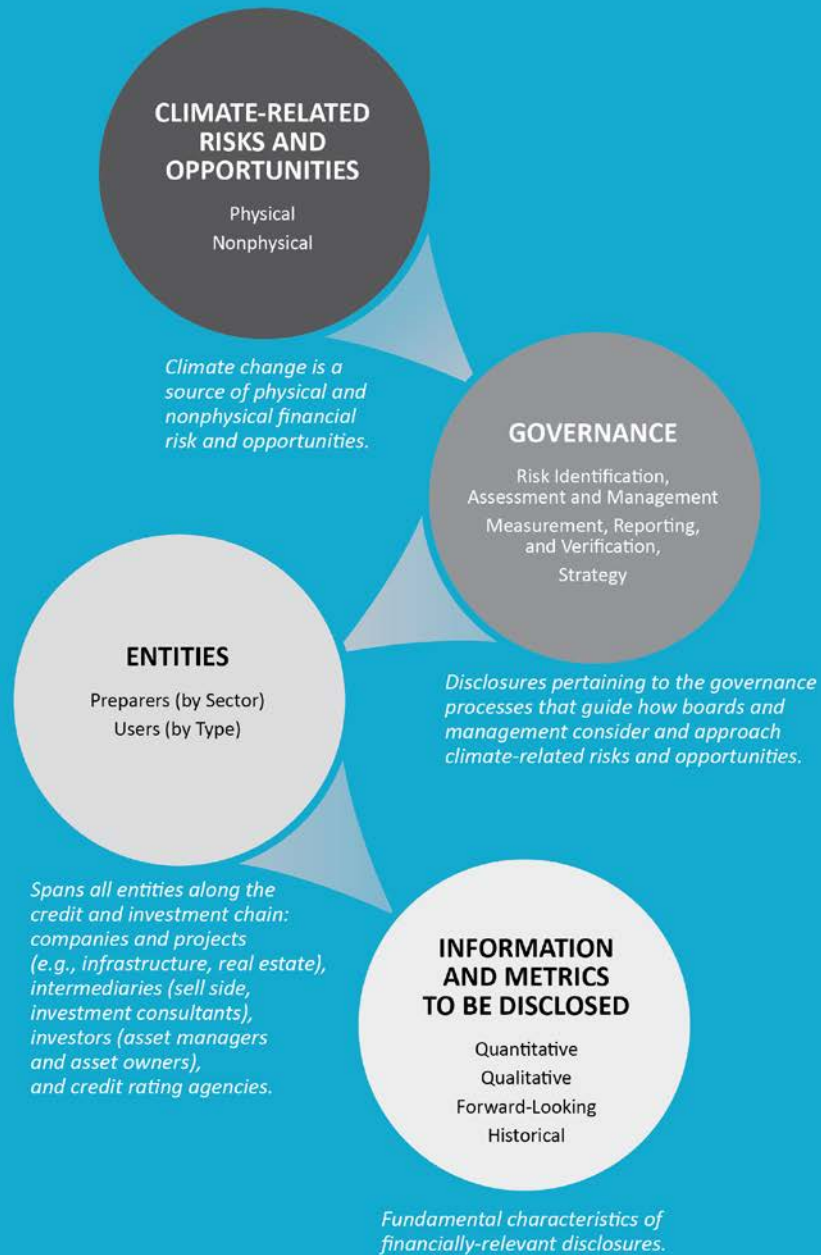 CLIMATE-RELATED
RISKS AND
OPPORTUNITIES
Physical
Nonphysical
Climate change is a
source of physical and
nonphysical financial
risk and opportunities.
GOVERNANCE
Risk Identification,
Assessment and Management
Measurement, Reporting,
and Verification,
Strategy
Disclosures pertaining to the governance
processes that guide how boards and
management consider and approach
climate-related risks and opportunities.
ENTITIES
Preparers (by Sector)
Users (by Type)
Spans all entities along the
credit and investment chain:
companies and projects
(e.g., infrastructure, real estate),
intermediaries (sell side,
investment consultants),
investors (asset managers
and asset owners),
and credit rating agencies.
INFORMATION
AND METRICS
TO BE DISCLOSED
Quantitative
Qualitative
Forward-Looking
Historical
Fundamental characteristics of
financially-relevant disclosures.